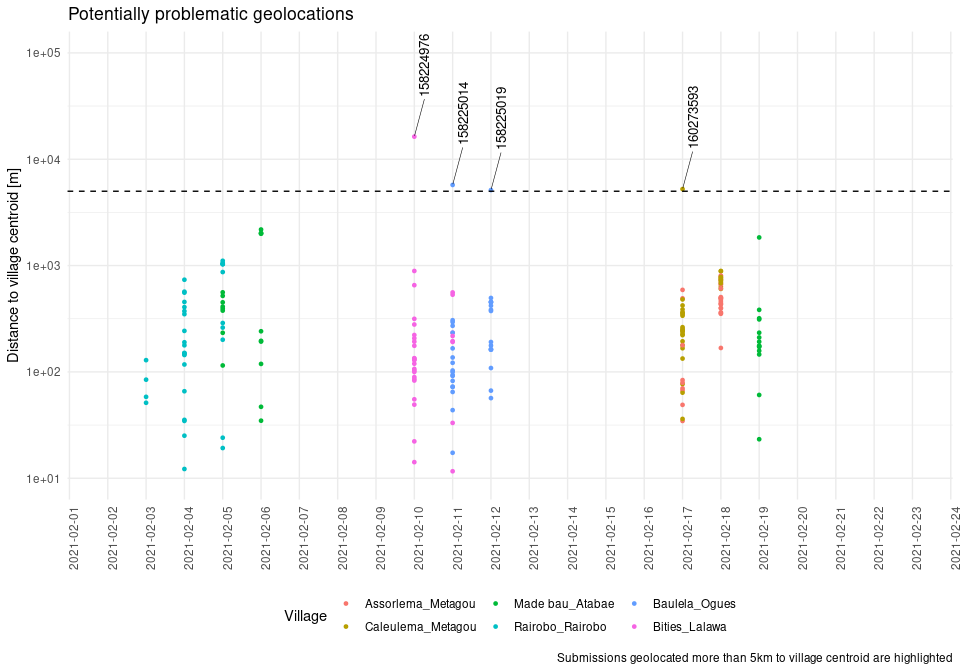 Potentially problematic geolocations
Distance to village centroid [m]
1e+05
1e+04
1e+03
1e+02
1e+01
158224976
158225014
158225019
160273593
2021-02-01
2021-02-02
2021-02-03
2021-02-04
2021-02-05
2021-02-06
2021-02-07
2021-02-08
2021-02-09
2021-02-10
2021-02-11
2021-02-12
2021-02-13
2021-02-14
2021-02-15
2021-02-16
2021-02-17
2021-02-18
2021-02-19
2021-02-20
2021-02-21
2021-02-22
2021-02-23
2021-02-24
Village
Assorlema_Metagou
Made bau_Atabae
Baulela_Ogues
Caleulema_Metagou
Rairobo_Rairobo
Bities_Lalawa
Submissions geolocated more than 5km to village centroid are highlighted